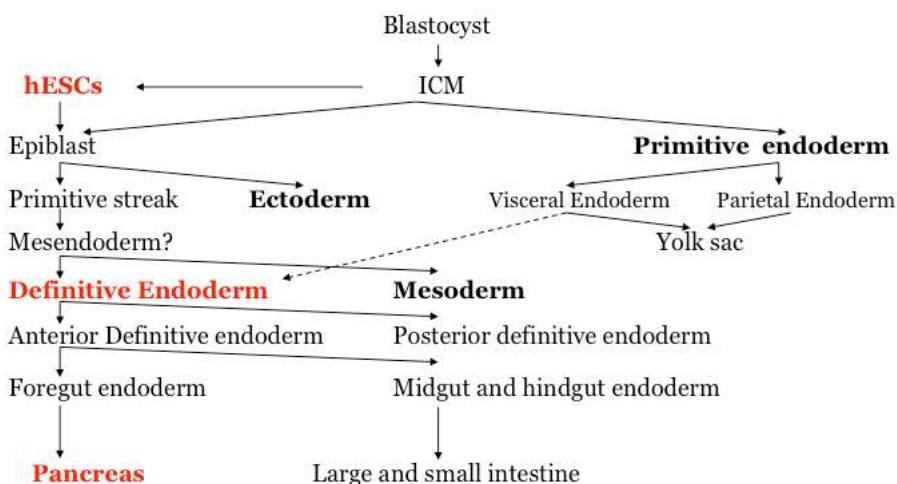 Blastocyst
hESCs ICM
Epiblast Primitive endoderm
Primitive streak Ectoderm Visceral Endoderm Parietal Endoderm
Mesendoderm? Yolk sac
Definitive Endoderm Mesoderm
Anterior Definitive endoderm Posterior definitive endoderm
Foregut endoderm Midgut and hindgut endoderm
Pancreas Large and small intestine